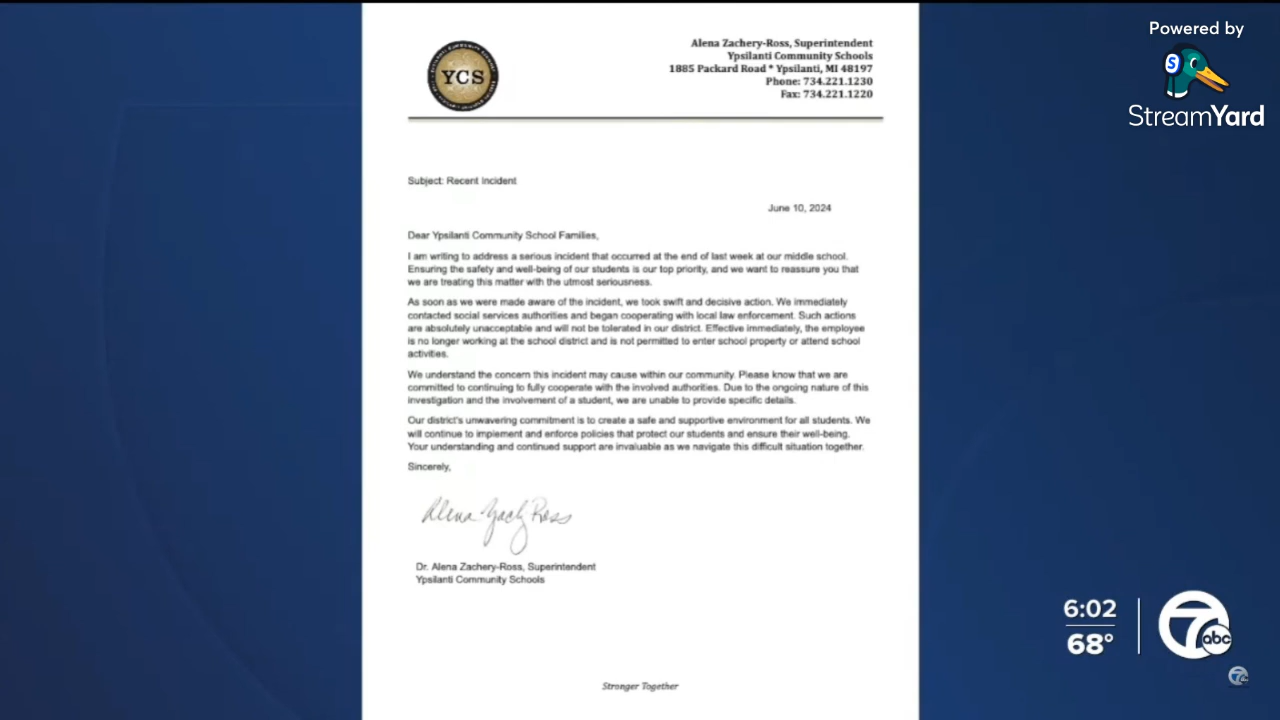 Powered by
StreamYard
YCS
Alena Zachery-Ross, Superintendent
Ypsilanti Community Schools
1885 Packard Road * Ypsilanti, MI 48197
Phone: 734.221.1230
Fax: 734.221.1220
Subject: Recent Incident
June 10, 2024
Dear Ypsilanti Community School Families,
I am writing to address a serious incident that occurred at the end of last week at our middle school.
Ensuring the safety and well-being of our students is our top priority, and we want to reassure you that
we are treating this matter with the utmost seriousness.
As soon as we were made aware of the incident, we took swift and decisive action. We immediately
contacted social services authorities and began cooperating with local law enforcement. Such actions
are absolutely unacceptable and will not be tolerated in our district. Effective immediately, the employee
is no longer working at the school district and is not permitted to enter school property or attend school
activities.
We understand the concern this incident may cause within our community. Please know that we are
committed to continuing to fully cooperate with the involved authorities. Due to the ongoing nature of this
investigation and the involvement of a student, we are unable to provide specific details.
Our district's unwavering commitment is to create a safe and supportive environment for all students. We
will continue to implement and enforce policies that protect our students and ensure their well-being.
Your understanding and continued support are invaluable as we navigate this difficult situation together.
Sincerely,
Dr. Alena Zachery-Ross, Superintendent
Ypsilanti Community Schools
Stronger Together
6:02
68°
7 abc